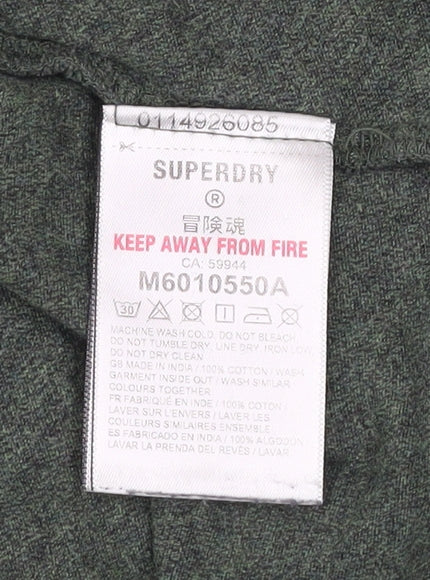 0114926085
SUPERDRY
®
冒険魂
KEEP AWAY FROM FIRE
CA: 59944
M6010550A
30
MACHINE WASH COLD, DO NOT BLEACH,
DO NOT TUMBLE DRY, LINE DRY, IRON LOW,
DO NOT DRY CLEAN
GB MADE IN INDIA / 100% COTTON / WASH
GARMENT INSIDE OUT / WASH SIMILAR
COLOURS TOGETHER
FR FABRIQUÉ EN INDE / 100% COTON /
LAVER SUR L'ENVERS / LAVER LES
COULEURS SIMILAIRES ENSEMBLE
ES FABRICADO EN INDIA / 100% ALGODÓN
LAVAR LA PRENDA DEL REVÉS / LAVAR